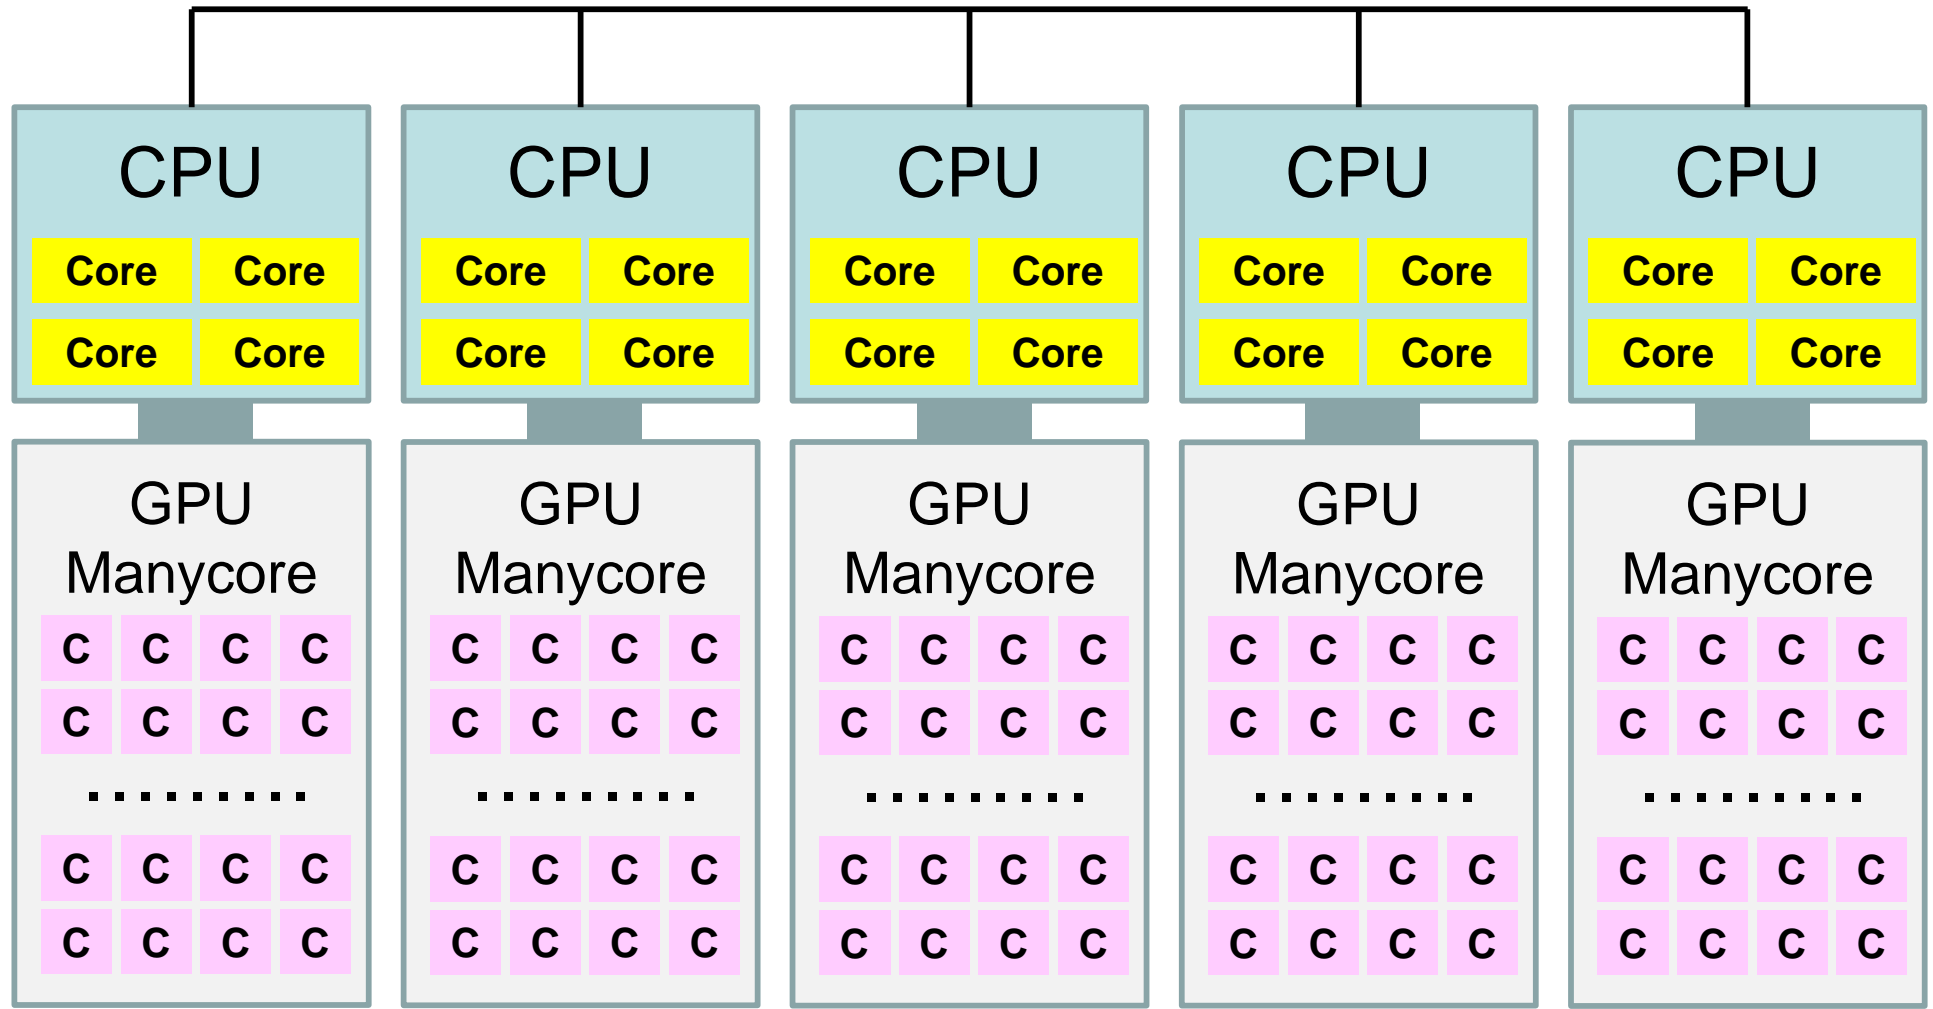 CPU CPU CPU CPU CPU
Core Core Core Core Core Core Core Core Core Core
Core Core Core Core Core Core Core Core Core Core
GPU GPU GPU GPU GPU
Manycore Manycore Manycore Manycore Manycore
C C C C C C C C C C C C C C C C C C C C
C C C C C C C C C C C C C C C C C C C C
......... ......... ......... ......... .........
C C C C C C C C C C C C C C C C C C C C
C C C C C C C C C C C C C C C C C C C C